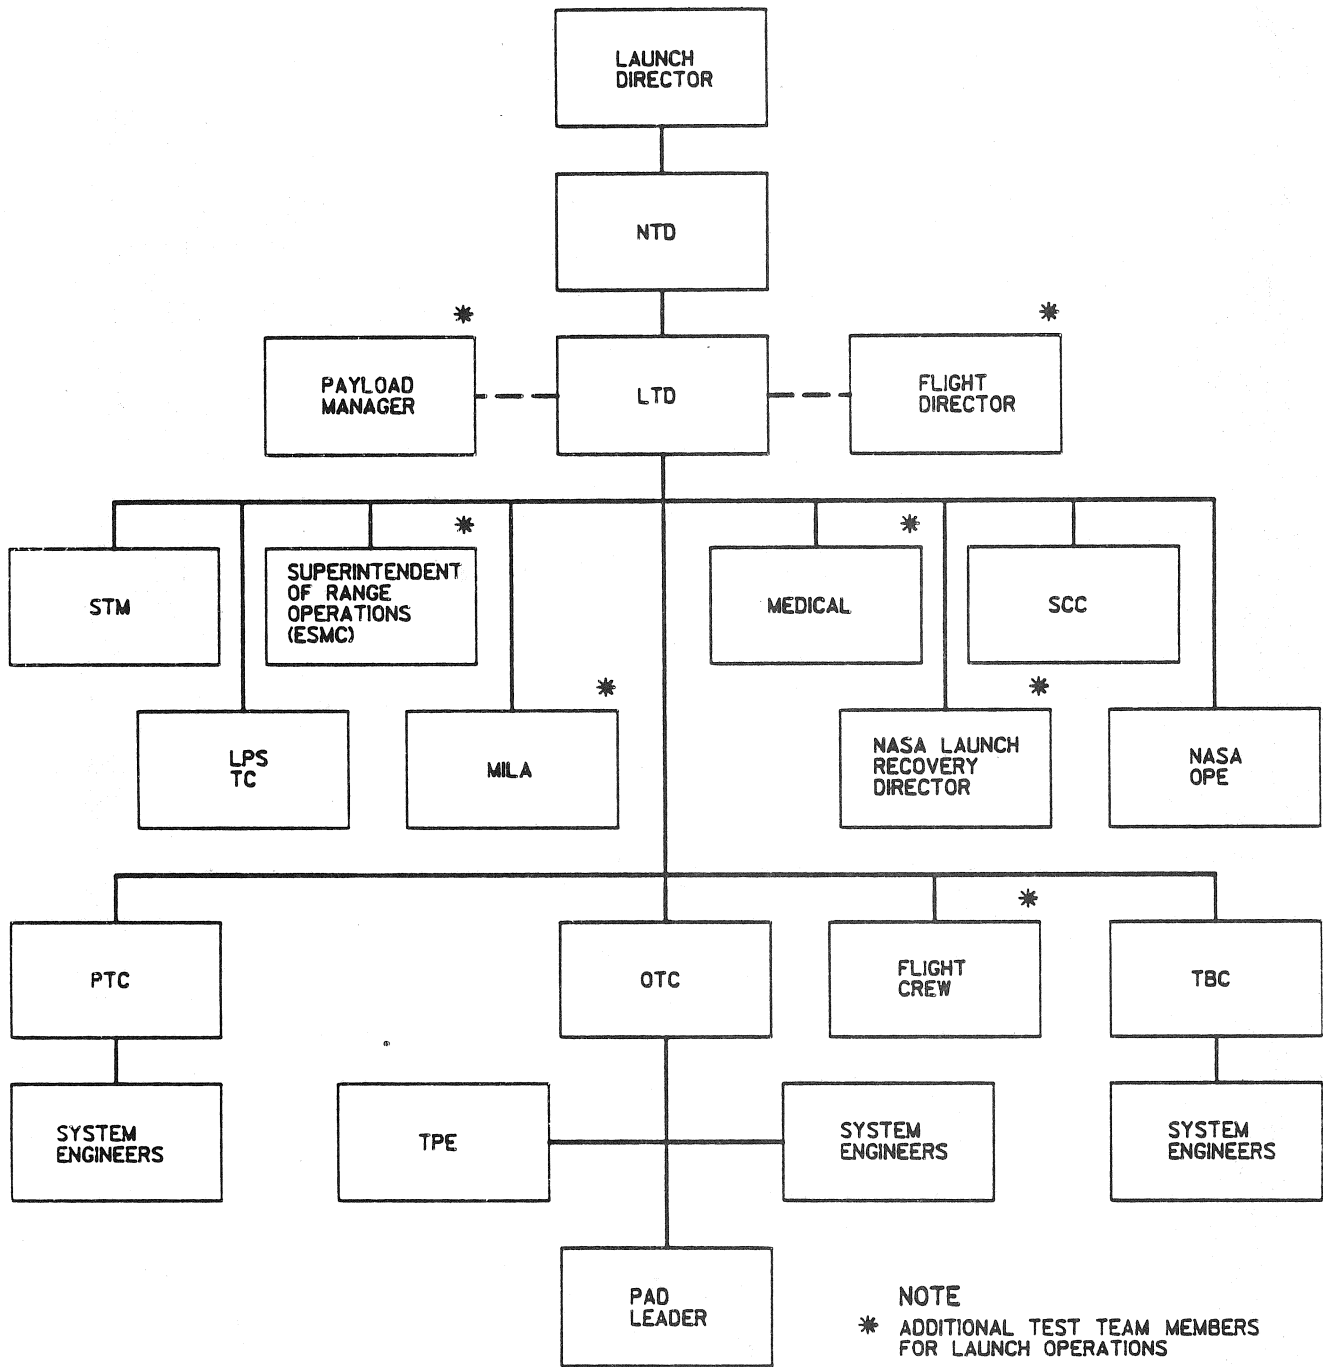 LAUNCH
DIRECTOR
NTD
*
*
PAYLOAD
MANAGER
LTD
FLIGHT
DIRECTOR
*
*
STM
SUPERINTENDENT
OF RANGE
OPERATIONS
(ESMC)
MEDICAL
SCC
*
*
LPS
TC
MILA
NASA LAUNCH
RECOVERY
DIRECTOR
NASA
OPE
*
PTC
OTC
FLIGHT
CREW
TBC
SYSTEM
ENGINEERS
TPE
SYSTEM
ENGINEERS
SYSTEM
ENGINEERS
PAD
LEADER
NOTE
* ADDITIONAL TEST TEAM MEMBERS
FOR LAUNCH OPERATIONS